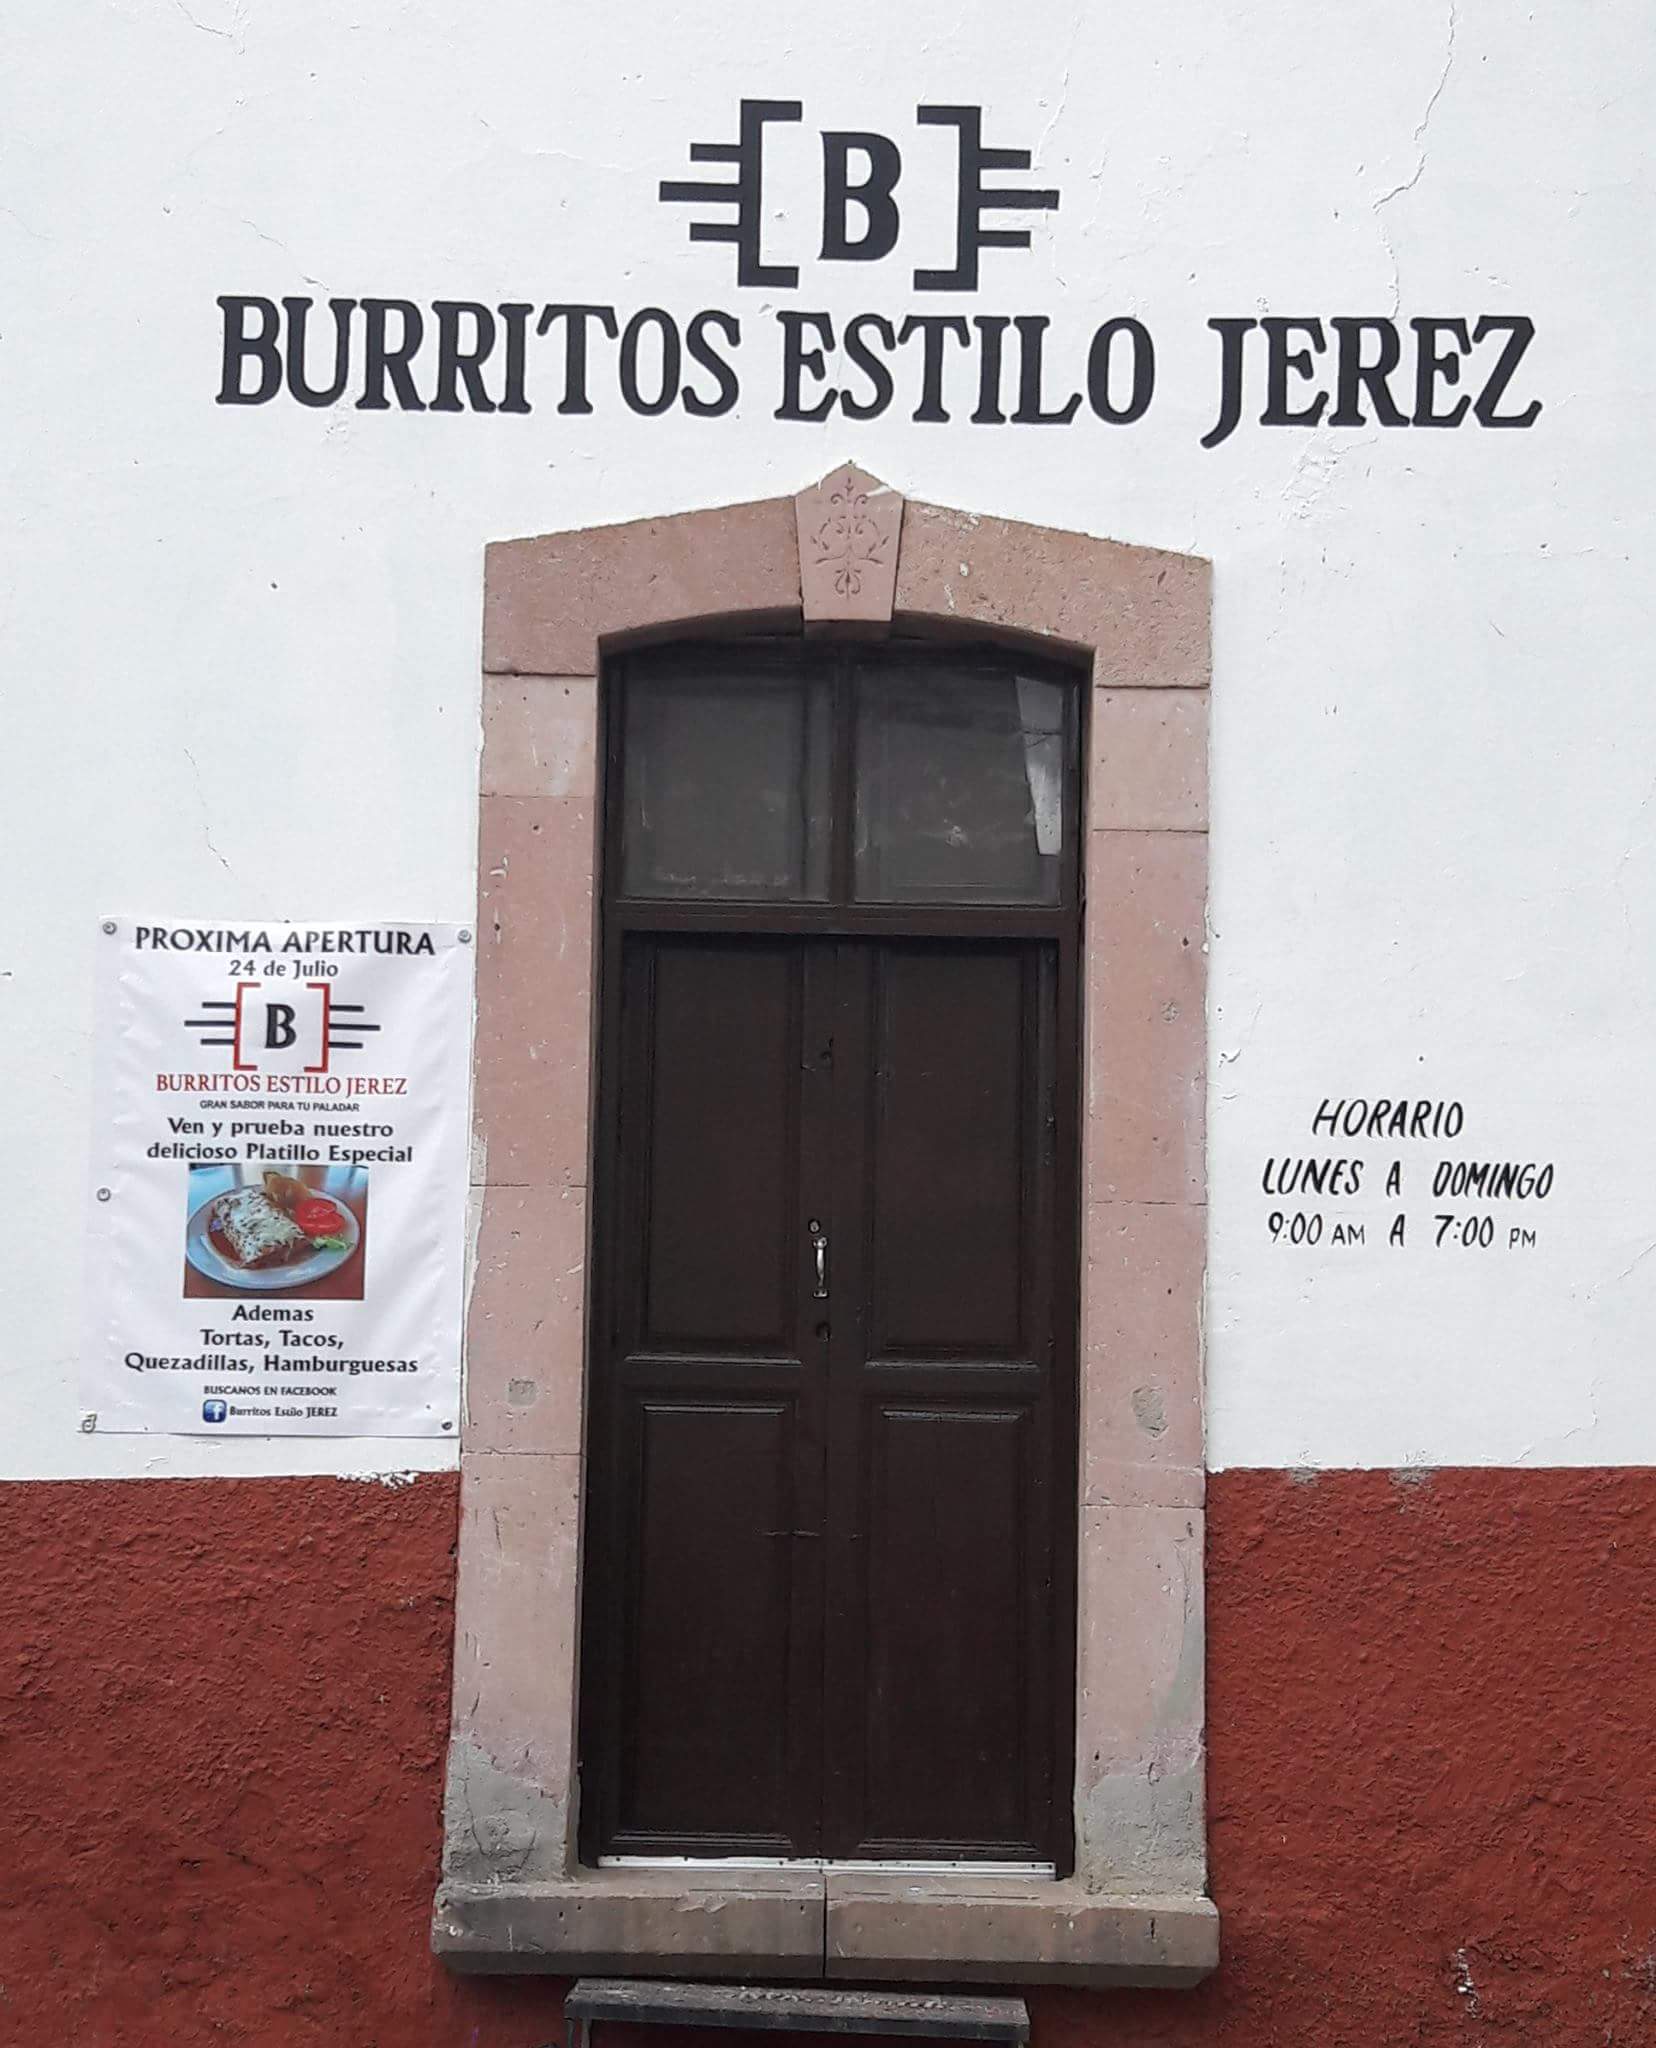 B
BURRITOS ESTILO JEREZ
PROXIMA APERTURA
24 de Julio
B
BURRITOS ESTILO JEREZ
GRAN SABOR PARA TU PALADAR
Ven y prueba nuestro
delicioso Platillo Especial
Ademas
Tortas, Tacos,
Quezadillas, Hamburguesas
BUSCANOS EN FACEBOOK
f Burritos Estilo JEREZ
HORARIO
LUNES A DOMINGO
9:00 AM A 7:00 PM